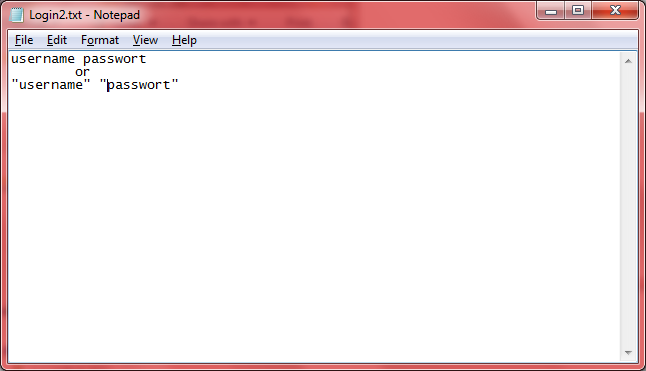 Login2.txt - Notepad
File Edit Format View Help
username passwort
or
"username" "passwort"